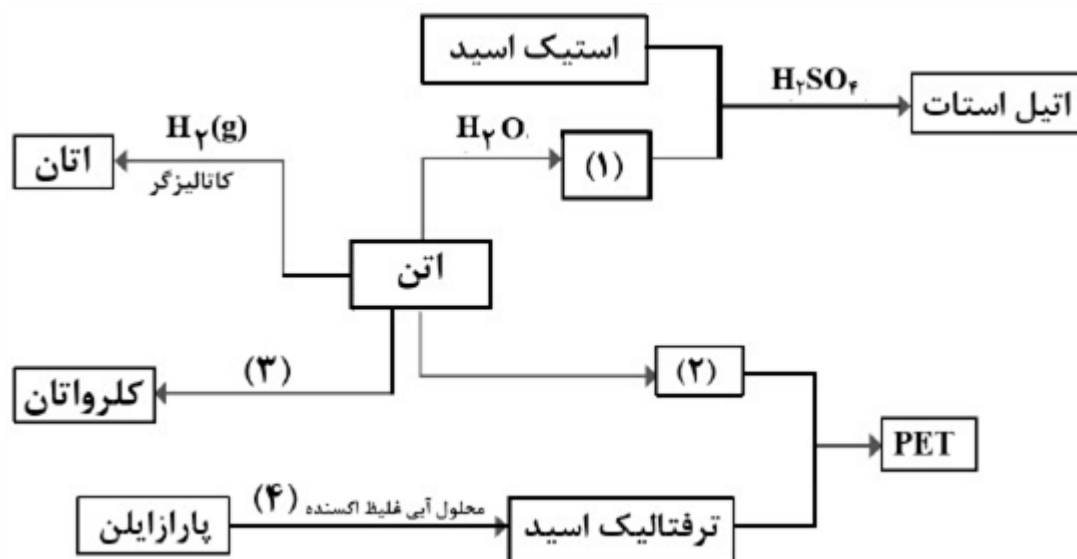 استیک اسید
H۲SO۴
اتیل استات
H۲(g)
H۲O
اتان
کاتالیزگر
(۱)
اتن
(۳)
(۲)
کلرواتان
PET
(۴) محلول آبی غلیظ اکسنده
پارازایلن
ترفتالیک اسید